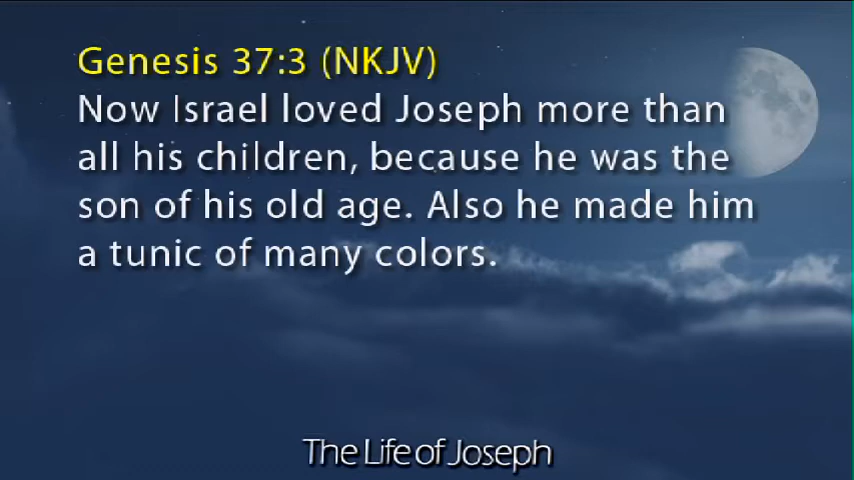 Genesis 37:3 (NKJV)
Now Israel loved Joseph more than
all his children, because he was the
son of his old age. Also he made him
a tunic of many colors.
The Life of Joseph